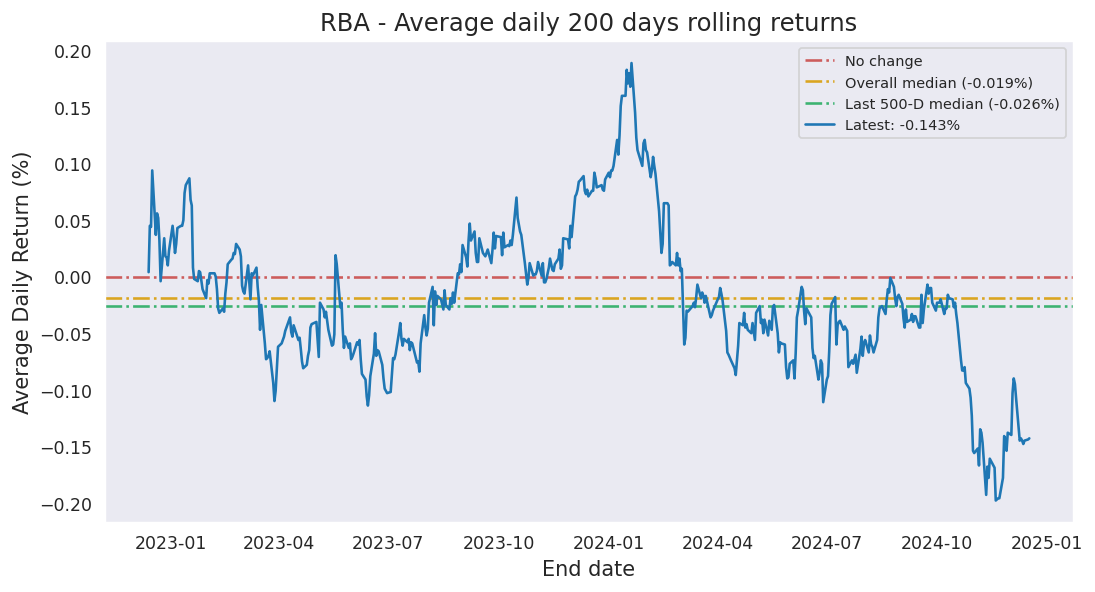 RBA - Average daily 200 days rolling returns
No change
Overall median (-0.019%)
Last 500-D median (-0.026%)
Latest: -0.143%
Average Daily Return (%)
0.20
0.15
0.10
0.05
0.00
−0.05
−0.10
−0.15
−0.20
2023-01 2023-04 2023-07 2023-10 2024-01 2024-04 2024-07 2024-10 2025-01
End date